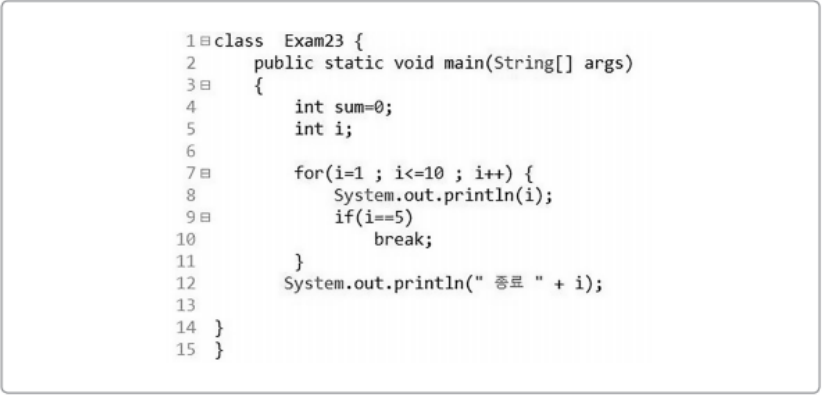 1 class  Exam23 {
2     public static void main(String[] args)
3     {
4         int sum=0;
5         int i;
6
7         for(i=1 ; i<=10 ; i++) {
8             System.out.println(i);
9             if(i==5)
10                 break;
11         }
12        System.out.println(" 종료 " + i);
13
14 }
15 }